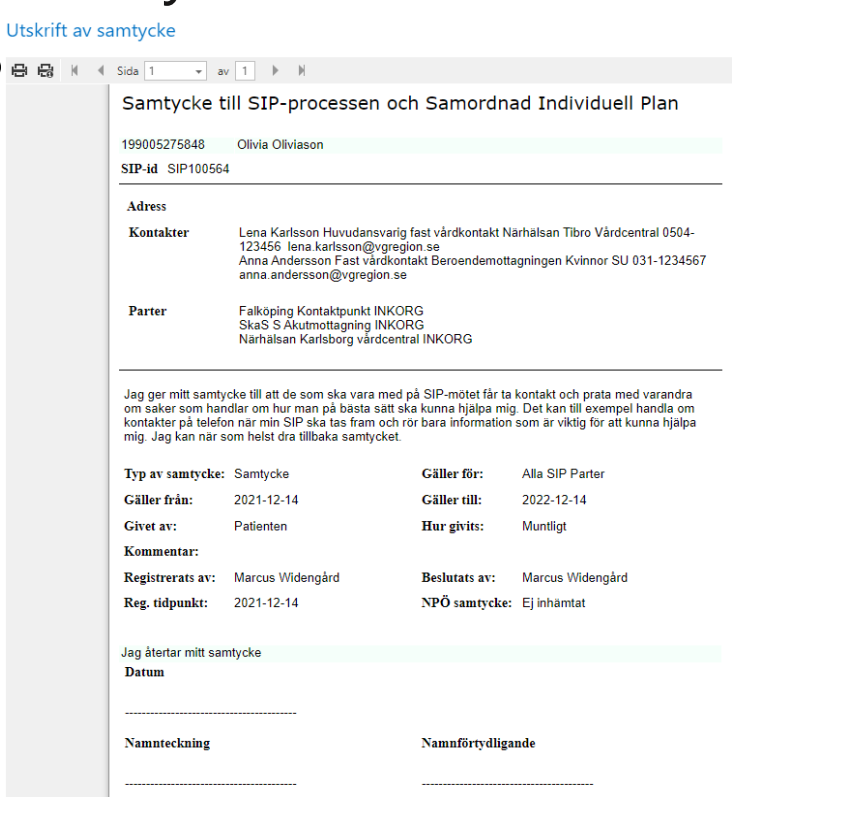 Utskrift av samtycke
Sida 1 av 1
Samtycke till SIP-processen och Samordnad Individuell Plan
199005275848 Olivia Oliviason
SIP-id SIP100564
Adress
Kontakter Lena Karlsson Huvudansvarig fast vårdkontakt Närhälsan Tibro Vårdcentral 0504-
123456 lena.karlsson@vgregion.se
Anna Andersson Fast vårdkontakt Beroendemottagningen Kvinnor SU 031-1234567
anna.andersson@vgregion.se
Parter Falköping Kontaktpunkt INKORG
SkaS S Akutmottagning INKORG
Närhälsan Karlsborg vårdcentral INKORG
Jag ger mitt samtycke till att de som ska vara med på SIP-mötet får ta kontakt och prata med varandra
om saker som handlar om hur man på bästa sätt ska kunna hjälpa mig. Det kan till exempel handla om
kontakter på telefon när min SIP ska tas fram och rör bara information som är viktig för att kunna hjälpa
mig. Jag kan när som helst dra tillbaka samtycket.
Typ av samtycke: Samtycke Gäller för: Alla SIP Parter
Gäller från: 2021-12-14 Gäller till: 2022-12-14
Givet av: Patienten Hur givits: Muntligt
Kommentar:
Registrerats av: Marcus Widengård Beslutats av: Marcus Widengård
Reg. tidpunkt: 2021-12-14 NPÖ samtycke: Ej inhämtat
Jag återtar mitt samtycke
Datum
Namnteckning Namnförtydligande